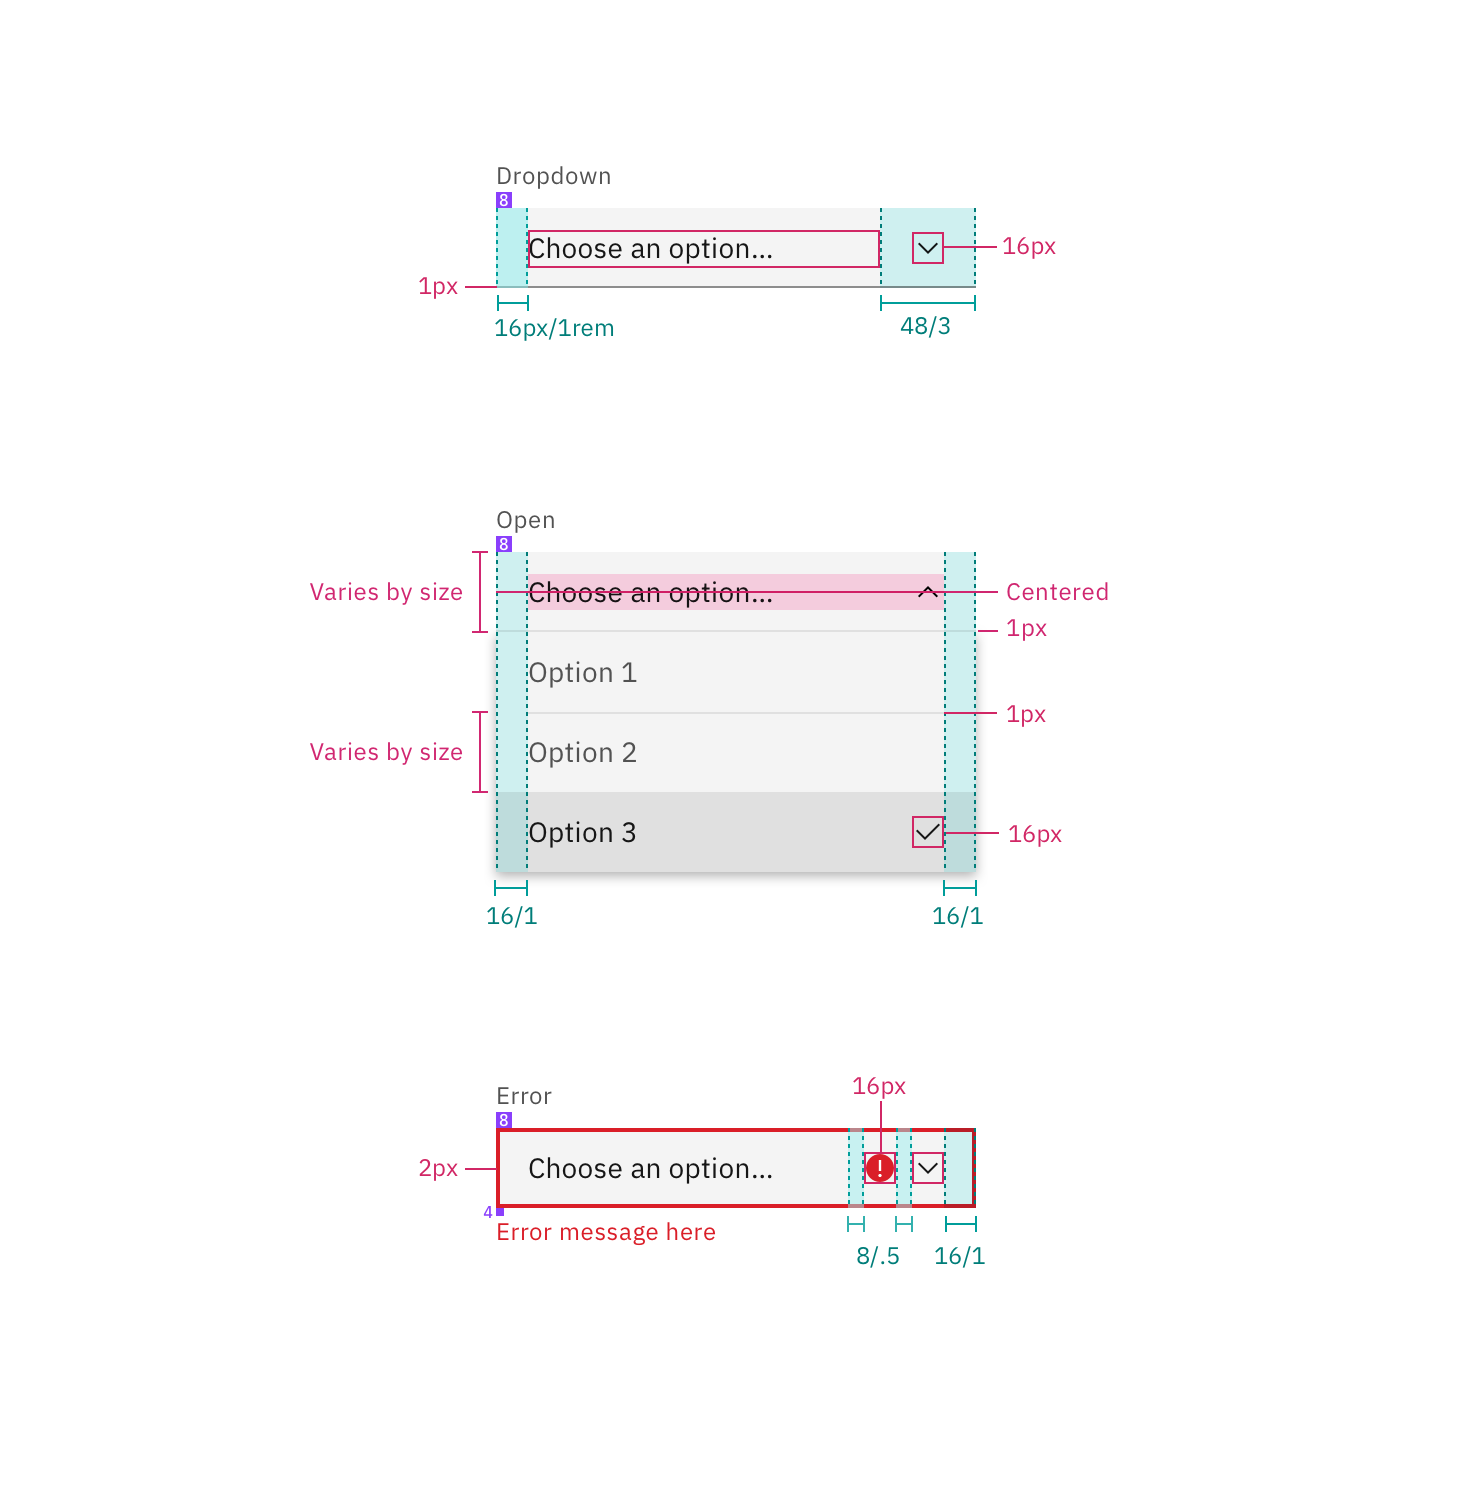 Dropdown
8
Choose an option...
16px
1px
16px/1rem
48/3
Open
8
Varies by size
Choose an option...
Centered
1px
Option 1
1px
Varies by size
Option 2
Option 3
16px
16/1
16/1
16px
Error
8
2px
Choose an option...
4
Error message here
8/.5
16/1